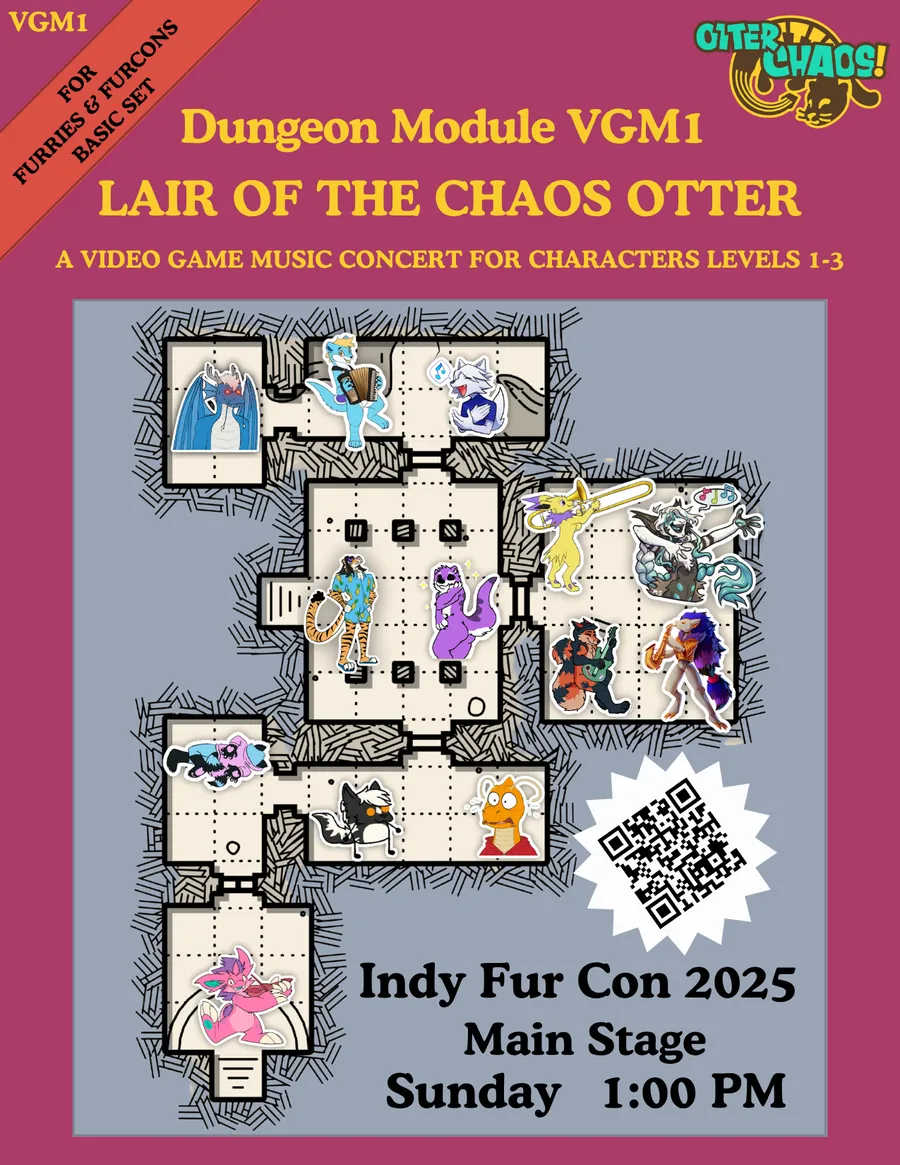 VGM1
FOR
FURRIES & FURCONS
BASIC SET
OTTER
CHAOS!
Dungeon Module VGM1
LAIR OF THE CHAOS OTTER
A VIDEO GAME MUSIC CONCERT FOR CHARACTERS LEVELS 1-3
Indy Fur Con 2025
Main Stage
Sunday 1:00 PM